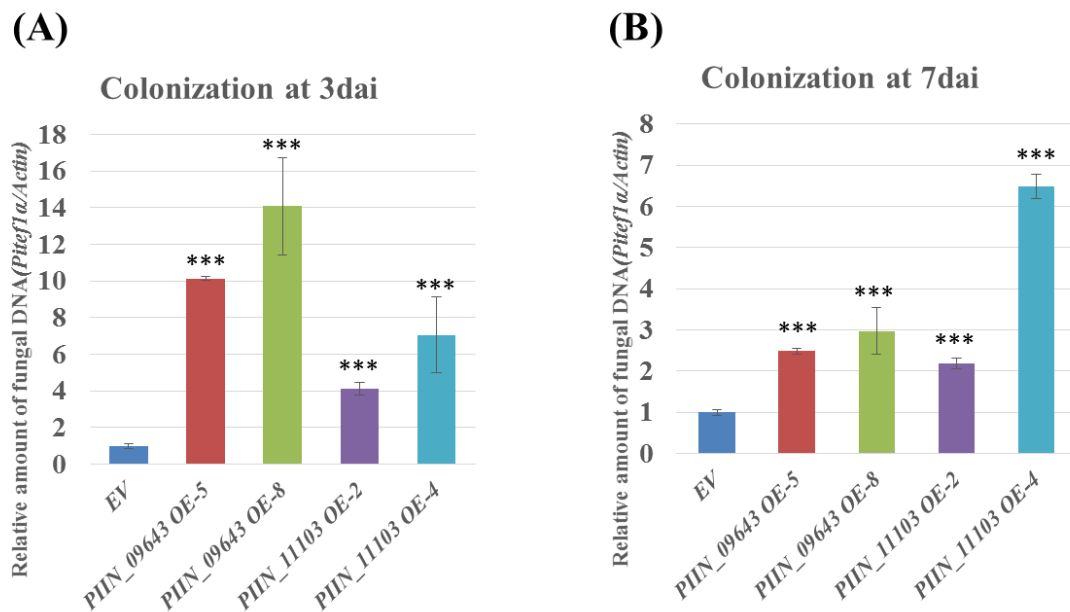 (A)
Colonization at 3dai
Relative amount of fungal DNA(Pitef1α/Actin)
18
16
14
12
10
8
6
4
2
0
***
***
***
***
EV
PIIN_09643 OE-5
PIIN_09643 OE-8
PIIN_11103 OE-2
PIIN_11103 OE-4
(B)
Colonization at 7dai
Relative amount of fungal DNA(Pitef1α/Actin)
8
7
6
5
4
3
2
1
0
***
***
***
***
EV
PIIN_09643 OE-5
PIIN_09643 OE-8
PIIN_11103 OE-2
PIIN_11103 OE-4